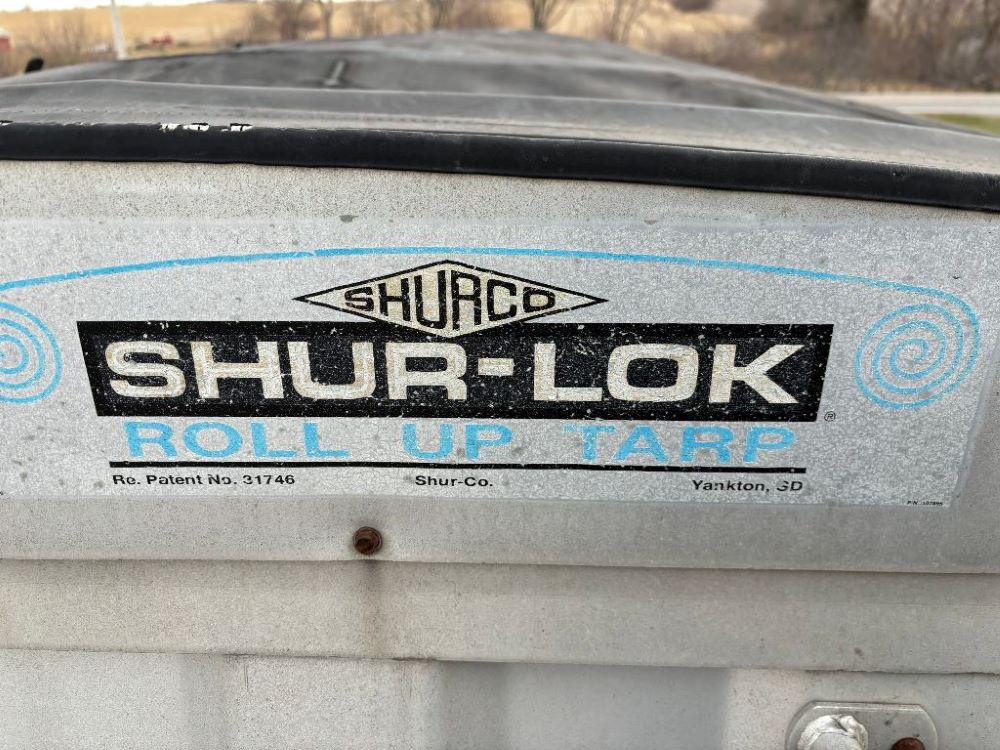 SHURCO
SHUR-LOK
®
ROLL UP TARP
Re. Patent No. 31746 Shur-Co. Yankton, SD
P/N